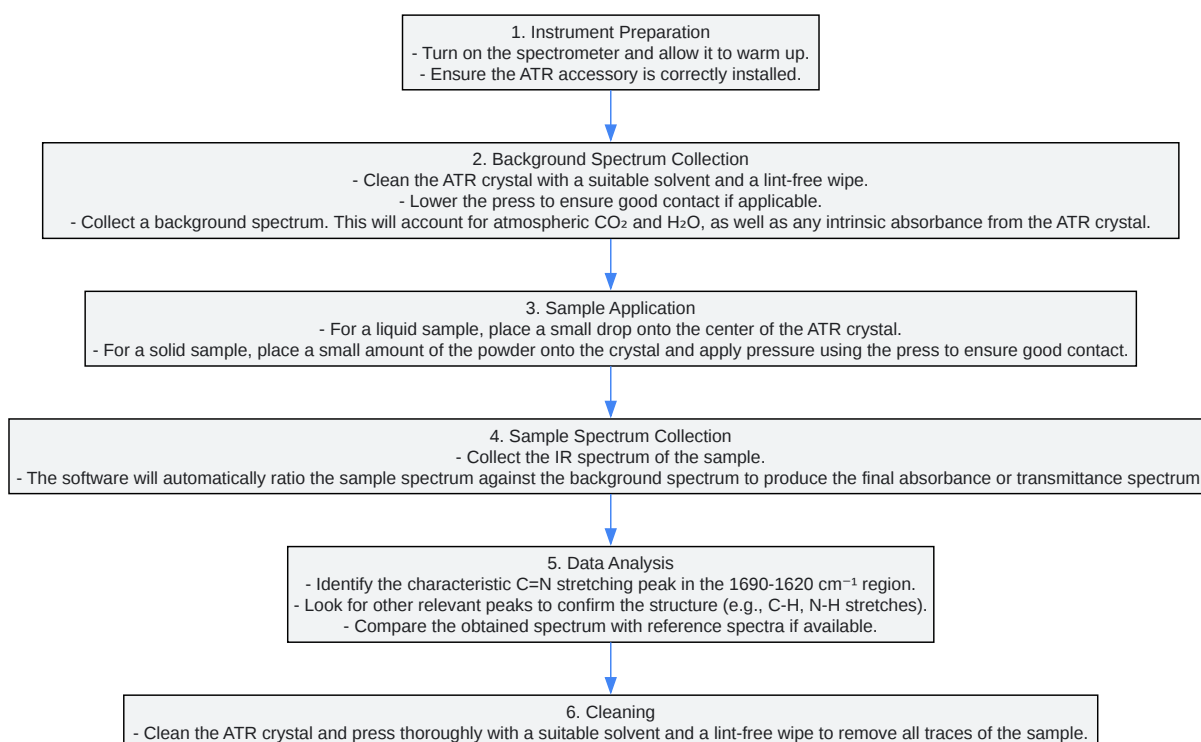 1. Instrument Preparation
- Turn on the spectrometer and allow it to warm up.
- Ensure the ATR accessory is correctly installed.
2. Background Spectrum Collection
- Clean the ATR crystal with a suitable solvent and a lint-free wipe.
- Lower the press to ensure good contact if applicable.
- Collect a background spectrum. This will account for atmospheric CO₂ and H₂O, as well as any intrinsic absorbance from the ATR crystal.
3. Sample Application
- For a liquid sample, place a small drop onto the center of the ATR crystal.
- For a solid sample, place a small amount of the powder onto the crystal and apply pressure using the press to ensure good contact.
4. Sample Spectrum Collection
- Collect the IR spectrum of the sample.
- The software will automatically ratio the sample spectrum against the background spectrum to produce the final absorbance or transmittance spectrum
5. Data Analysis
- Identify the characteristic C=N stretching peak in the 1690-1620 cm⁻¹ region.
- Look for other relevant peaks to confirm the structure (e.g., C-H, N-H stretches).
- Compare the obtained spectrum with reference spectra if available.
6. Cleaning
- Clean the ATR crystal and press thoroughly with a suitable solvent and a lint-free wipe to remove all traces of the sample.